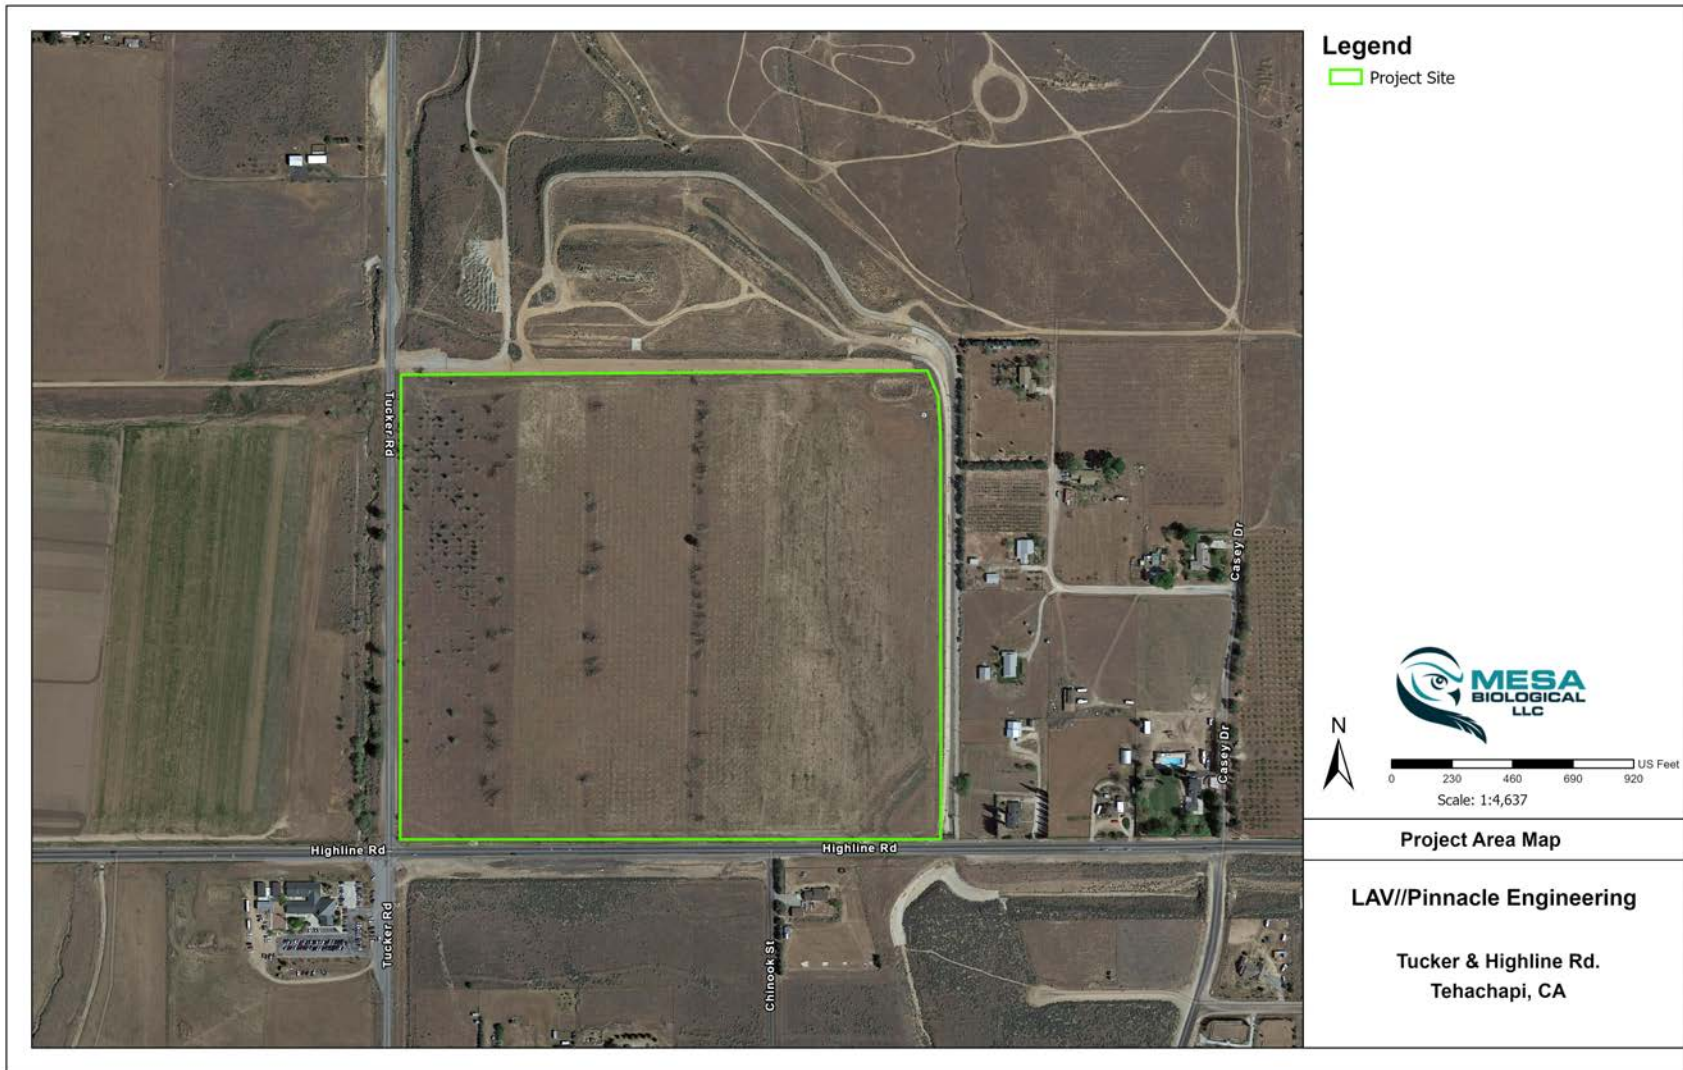 Legend
Project Site
Tucker Rd
Casey Dr
Casey Dr
Highline Rd
Highline Rd
Tucker Rd
Chinook St
MESA
BIOLOGICAL
LLC
N
0 230 460 690 920 US Feet
Scale: 1:4,637
Project Area Map
LAV//Pinnacle Engineering
Tucker & Highline Rd.
Tehachapi, CA